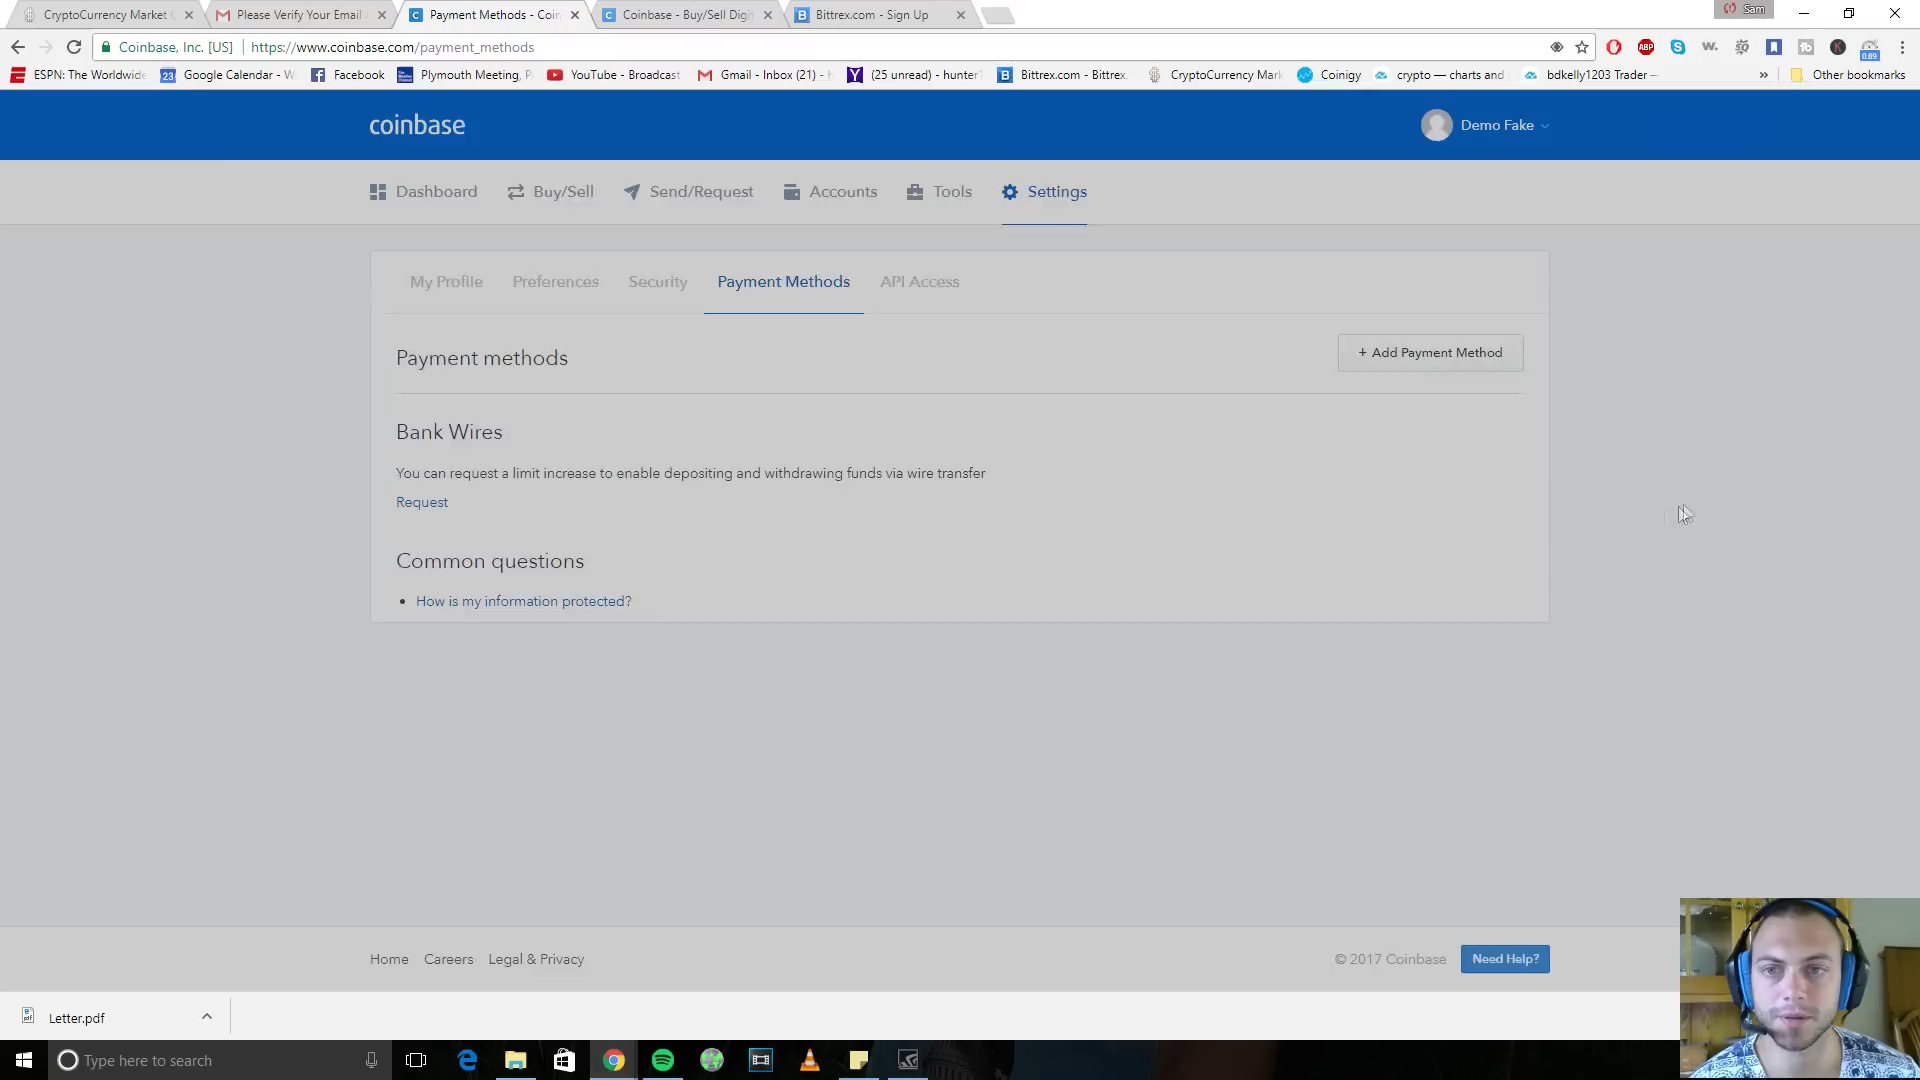 CryptoCurrency Market
Please Verify Your Email
Payment Methods - Coin
Coinbase - Buy/Sell Digi
Bittrex.com - Sign Up
Sam
Coinbase, Inc. [US]
https://www.coinbase.com/payment_methods
ESPN: The Worldwide
Google Calendar - W
Facebook
Plymouth Meeting, P
YouTube - Broadcast
Gmail - Inbox (21) - h
(25 unread) - hunter
Bittrex.com - Bittrex.
CryptoCurrency Mark
Coinigy
crypto — charts and
bdkelly1203 Trader —
»
Other bookmarks
coinbase
Demo Fake
Dashboard
Buy/Sell
Send/Request
Accounts
Tools
Settings
My Profile
Preferences
Security
Payment Methods
API Access
Payment methods
+ Add Payment Method
Bank Wires
You can request a limit increase to enable depositing and withdrawing funds via wire transfer
Request
Common questions
• How is my information protected?
Home
Careers
Legal & Privacy
© 2017 Coinbase
Need Help?
Letter.pdf
Type here to search